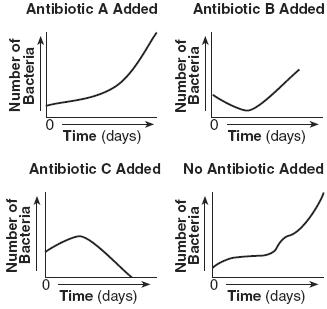 Antibiotic A Added
Number of
Bacteria
0
Time (days)
Antibiotic B Added
Number of
Bacteria
0
Time (days)
Antibiotic C Added
Number of
Bacteria
0
Time (days)
No Antibiotic Added
Number of
Bacteria
0
Time (days)